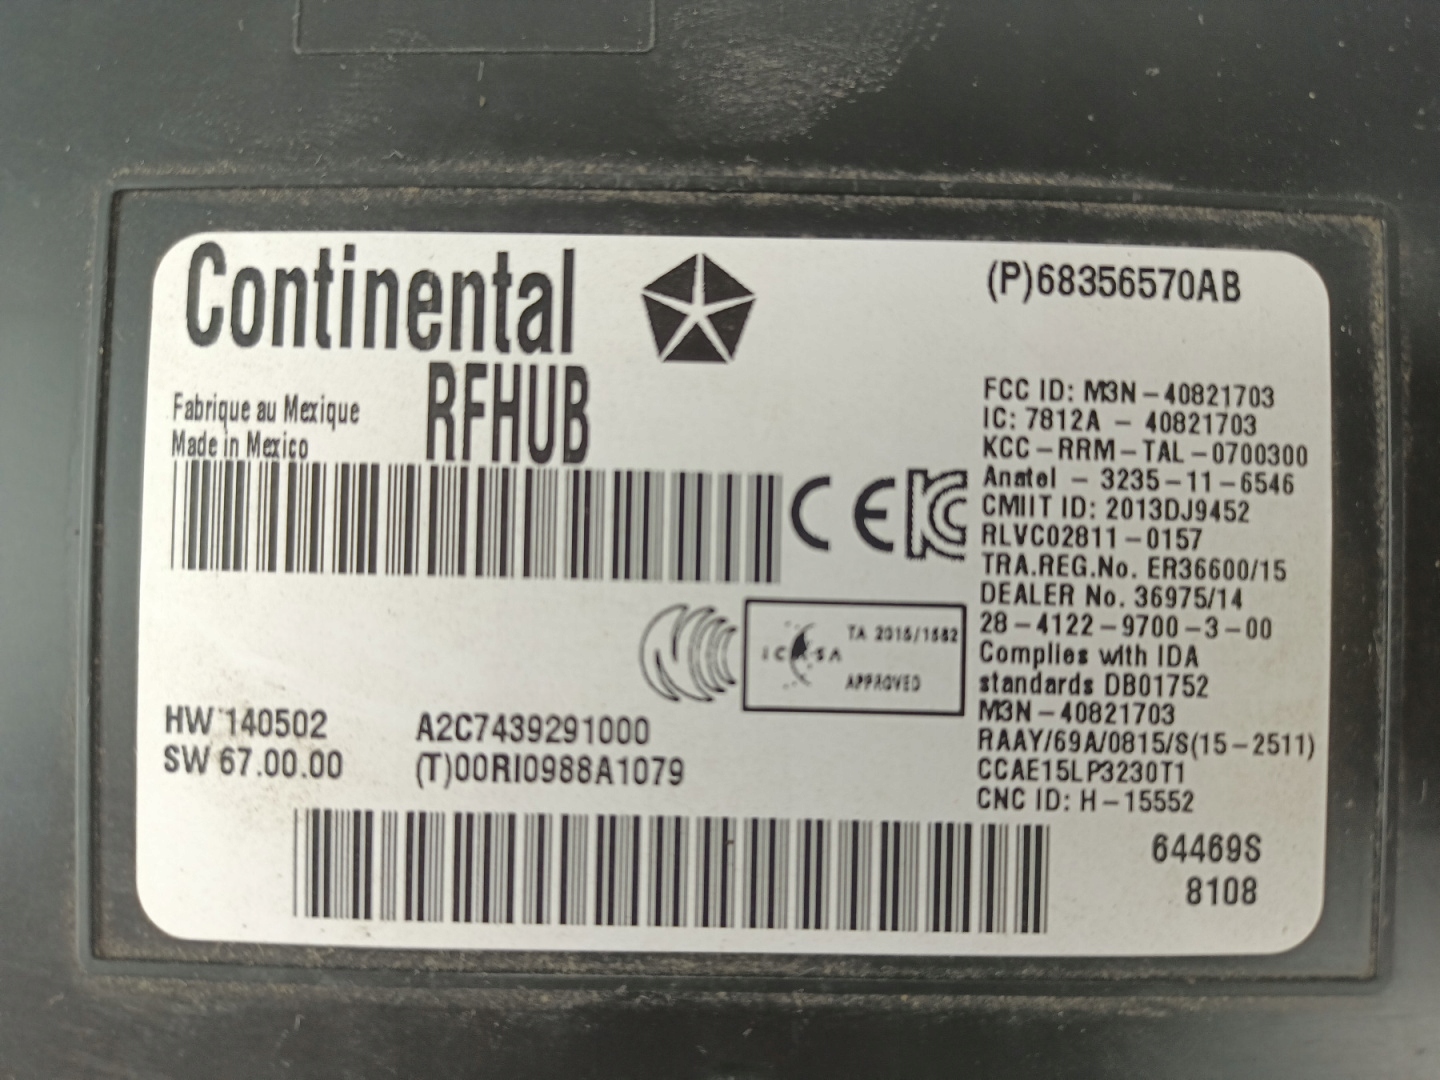 Continental
(P)68356570AB
RFHUB
Fabrique au Mexique
Made in Mexico
FCC ID: M3N-40821703
IC: 7812A - 40821703
KCC-RRM-TAL-0700300
Anatel - 3235-11-6546
CMIIT ID: 2013DJ9452
RLVC02811-0157
TRA.REG.No. ER36600/15
DEALER No. 36975/14
28-4122-9700-3-00
Complies with IDA
standards DB01752
M3N-40821703
RAAY/69A/0815/S(15-2511)
CCAE15LP3230T1
CNC ID: H-15552
CE
TA 2015/1582
ICASA
APPROVED
HW 140502
A2C7439291000
SW 67.00.00
(T)00RI0988A1079
64469S
8108